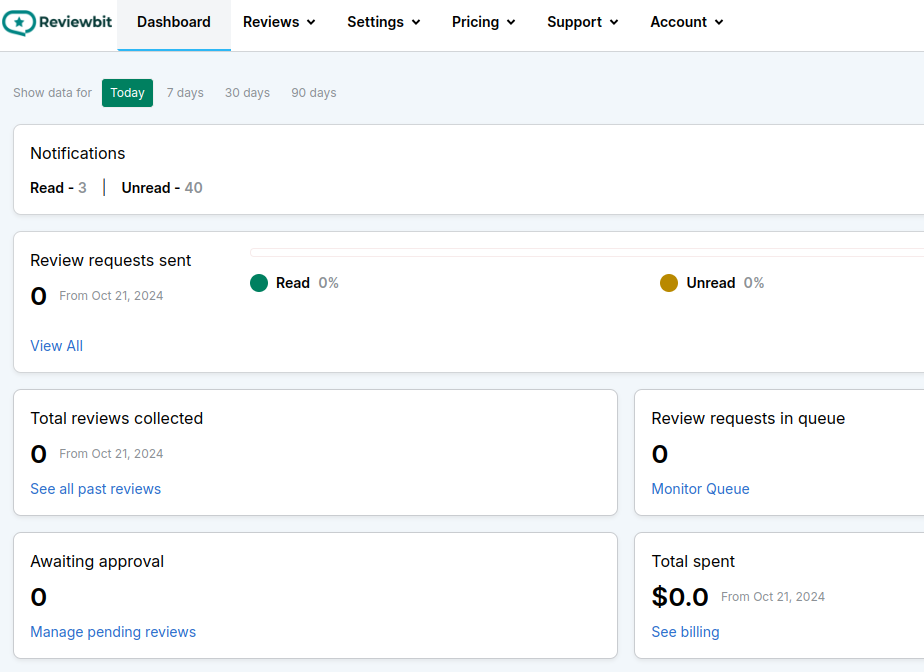 Reviewbit Dashboard Reviews Settings Pricing Support Account
Show data for Today 7 days 30 days 90 days
Notifications
Read - 3 | Unread - 40
Review requests sent
Read 0% Unread 0%
0 From Oct 21, 2024
View All
Total reviews collected
0 From Oct 21, 2024
See all past reviews
Review requests in queue
0
Monitor Queue
Awaiting approval
0
Manage pending reviews
Total spent
$0.0 From Oct 21, 2024
See billing